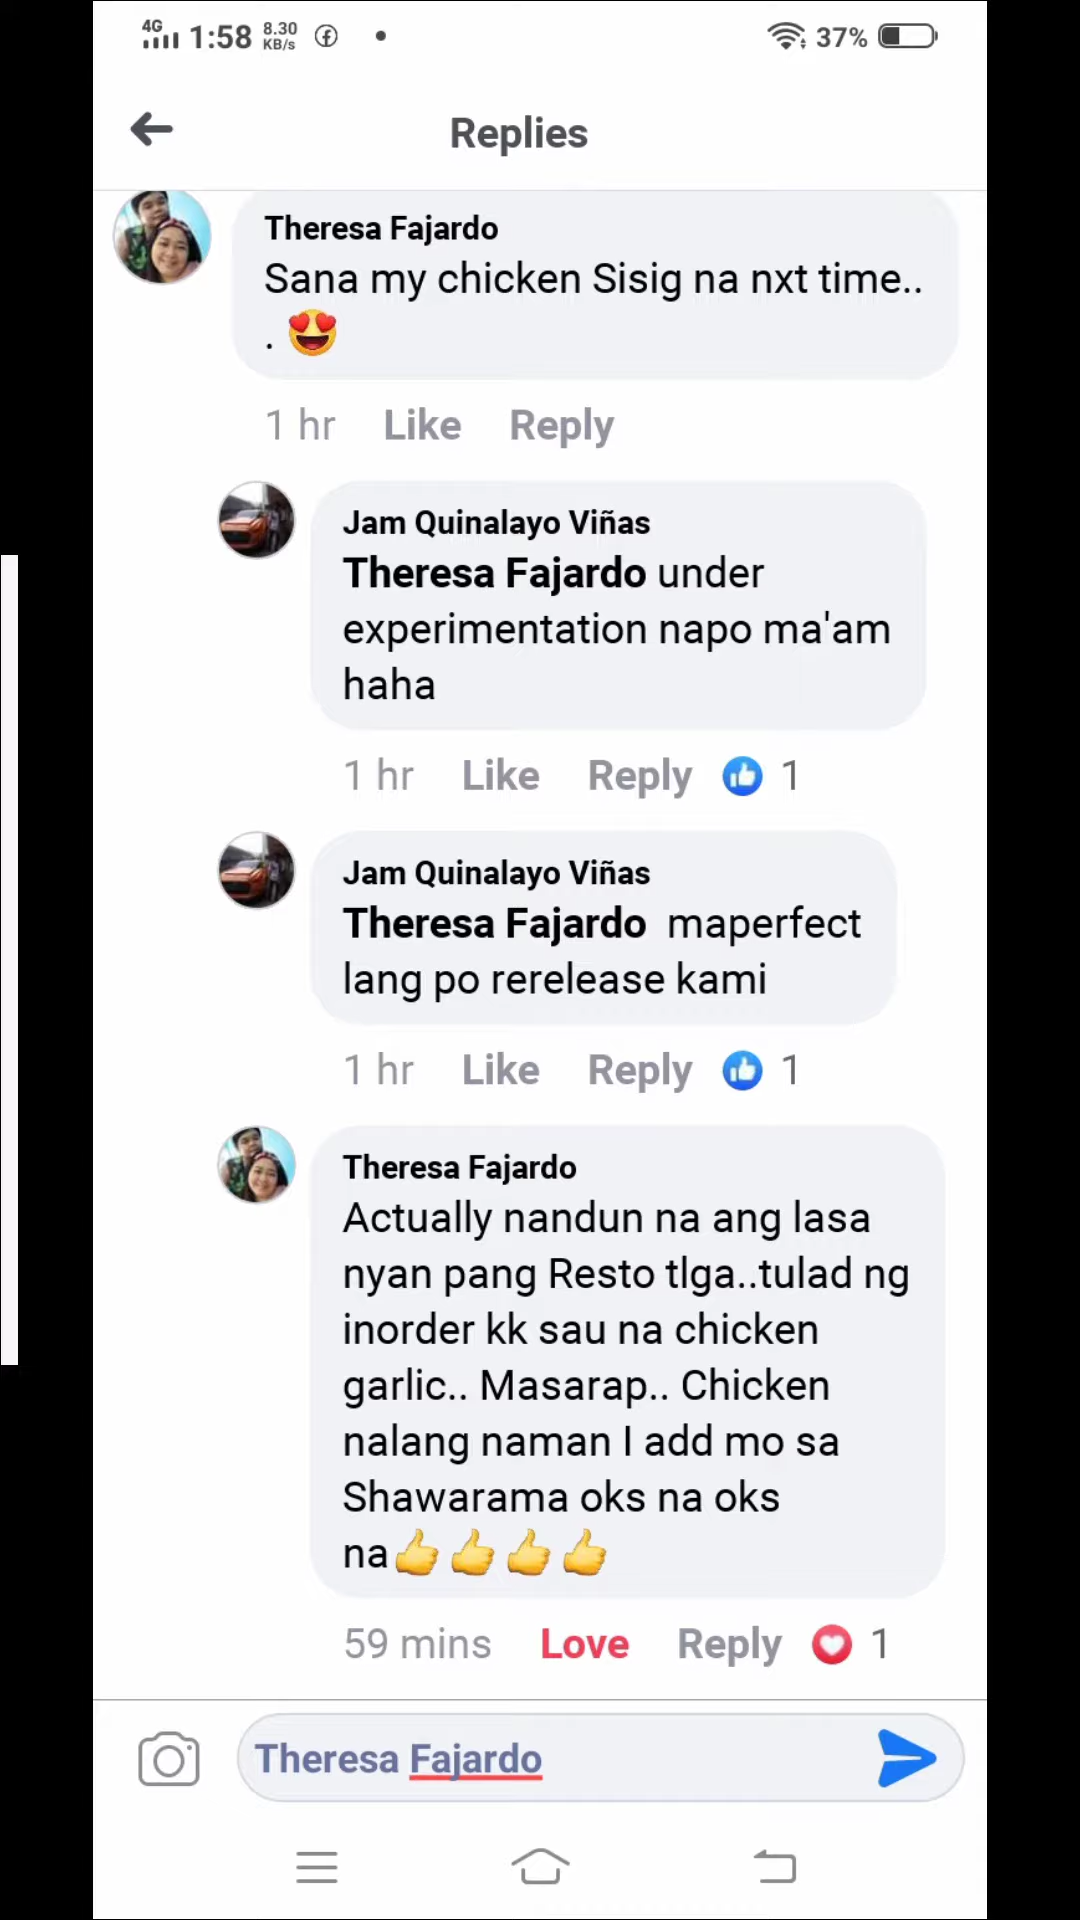 4G 1:58 8.30 KB/s 37%
Replies
Theresa Fajardo
Sana my chicken Sisig na nxt time..
. 😍
1 hr Like Reply
Jam Quinalayo Viñas
Theresa Fajardo under
experimentation napo ma'am
haha
1 hr Like Reply 1
Jam Quinalayo Viñas
Theresa Fajardo maperfect
lang po rerelease kami
1 hr Like Reply 1
Theresa Fajardo
Actually nandun na ang lasa
nyan pang Resto tlga..tulad ng
inorder kk sau na chicken
garlic.. Masarap.. Chicken
nalang naman I add mo sa
Shawarama oks na oks
na👍👍👍👍
59 mins Love Reply 1
Theresa Fajardo